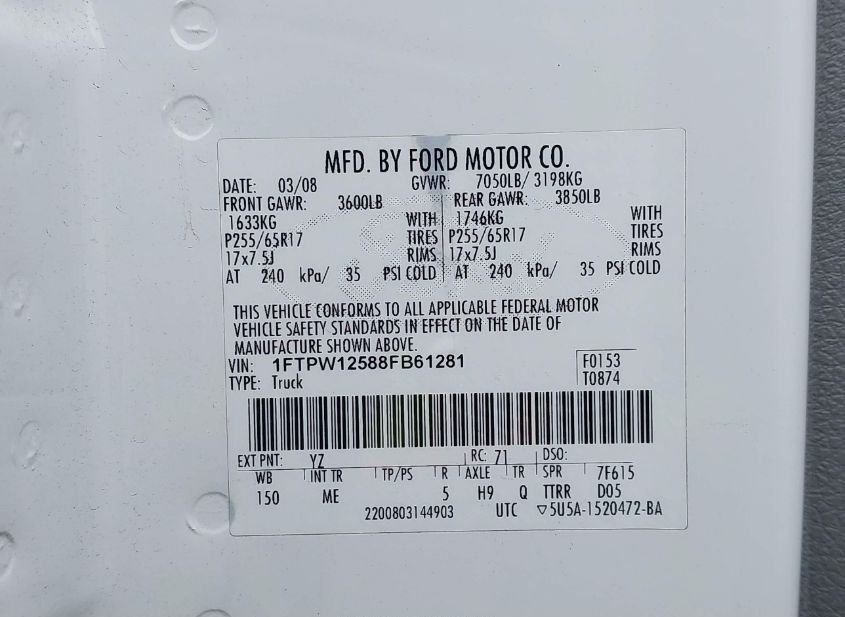 MFD. BY FORD MOTOR CO.
DATE: 03/08 GVWR: 7050LB/ 3198KG
FRONT GAWR: 3600LB REAR GAWR: 3850LB
1633KG WITH 1746KG WITH
P255/65R17 TIRES P255/65R17 TIRES
17x7.5J RIMS 17x7.5J RIMS
AT 240 kPa/ 35 PSI COLD AT 240 kPa/ 35 PSI COLD
THIS VEHICLE CONFORMS TO ALL APPLICABLE FEDERAL MOTOR
VEHICLE SAFETY STANDARDS IN EFFECT ON THE DATE OF
MANUFACTURE SHOWN ABOVE.
VIN: 1FTPW12588FB61281 F0153
TYPE: Truck T0874
EXT PNT: YZ RC: 71 DSO:
WB INT TR TP/PS R AXLE TR SPR 7F615
150 ME 5 H9 Q TTRR D05
2200803144903 UTC ▽5U5A-1520472-BA